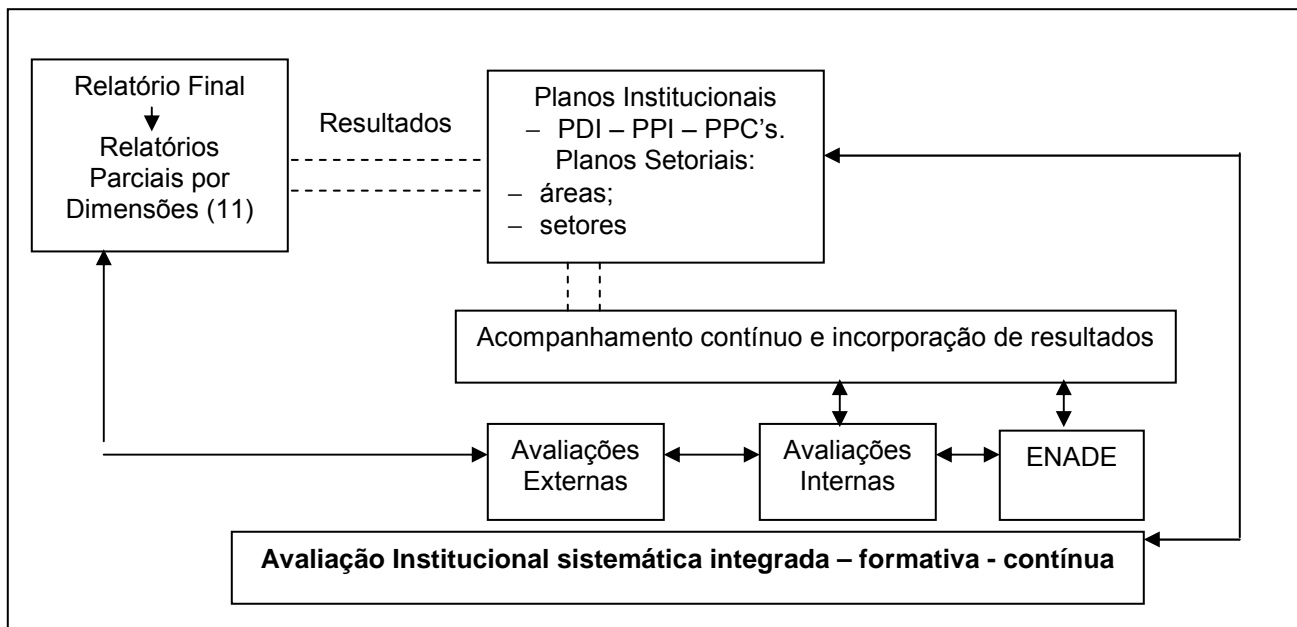 Relatório Final
Relatórios
Parciais por
Dimensões (11)
Resultados
Planos Institucionais
– PDI – PPI – PPC’s.
Planos Setoriais:
– áreas;
– setores
Acompanhamento contínuo e incorporação de resultados
Avaliações
Externas
Avaliações
Internas
ENADE
Avaliação Institucional sistemática integrada – formativa - contínua